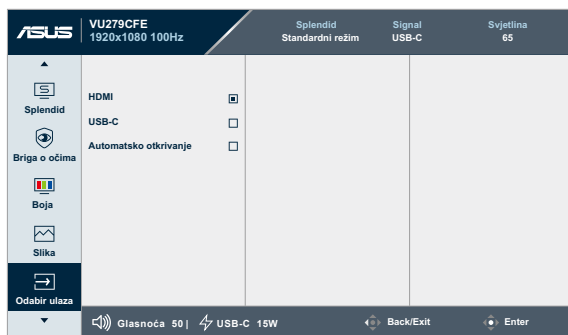 ASUS
VU279CFE
1920x1080 100Hz
Splendid
Standardni režim
Signal
USB-C
Svjetlina
65
S
Splendid
Briga o očima
Boja
Slika
Odabir ulaza
HDMI
USB-C
Automatsko otkrivanje
Glasnoća 50 | USB-C 15W
Back/Exit
Enter